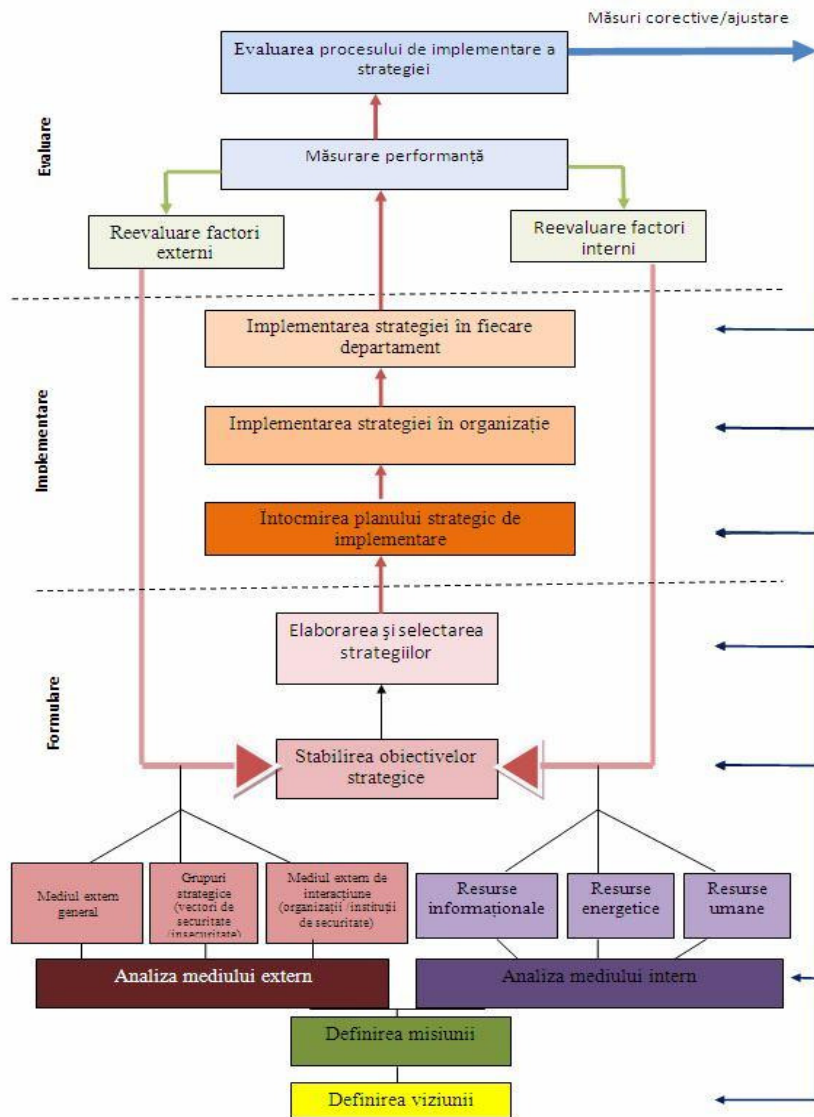 Măsuri corective/ajustare
Evaluarea procesului de implementare a
strategiei
Evaluare
Măsurare performanță
Reevaluare factori
externi
Reevaluare factori
interni
Implementare
Implementarea strategiei în fiecare
departament
Implementarea strategiei în organizație
Întocmirea planului strategic de
implementare
Formulare
Elaborarea și selectarea
strategiilor
Stabilirea obiectivelor
strategice
Mediul extem
general
Grupuri
strategice
(vectori de
securitate
/insecuritate)
Mediul extem de
interacțiune
(organizații /instituții
de securitate)
Resurse
informaționale
Resurse
energetice
Resurse
umane
Analiza mediului extern
Analiza mediului intern
Definirea misiunii
Definirea viziunii